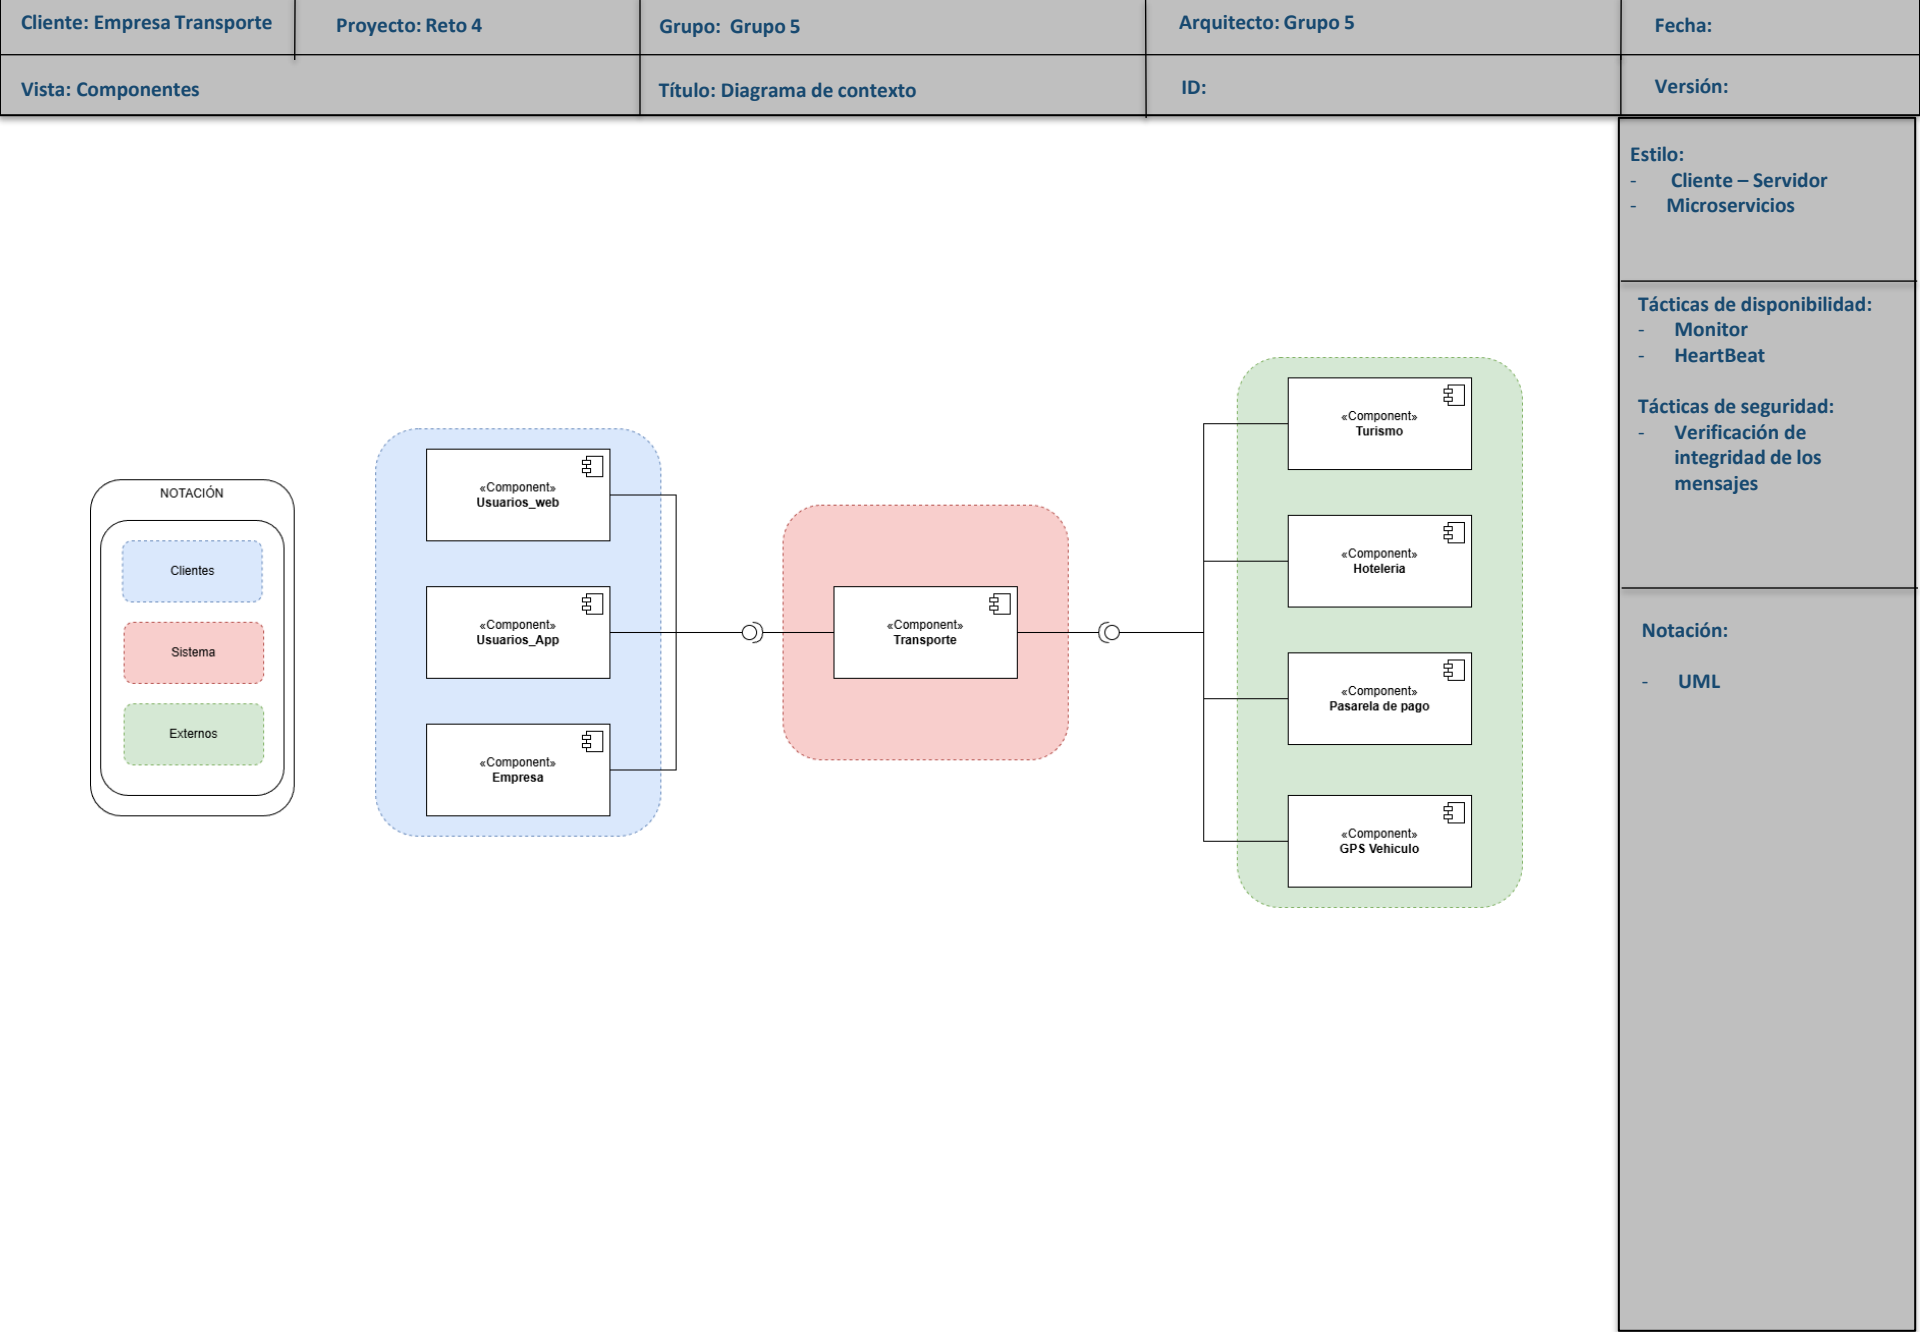 Cliente: Empresa Transporte
Proyecto: Reto 4
Grupo:  Grupo 5
Arquitecto: Grupo 5
Fecha:
Vista: Componentes
Título: Diagrama de contexto
ID:
Versión:
Estilo:
- Cliente – Servidor
- Microservicios
Tácticas de disponibilidad:
- Monitor
- HeartBeat
Tácticas de seguridad:
- Verificación de
integridad de los
mensajes
Notación:
- UML
NOTACIÓN
Clientes
Sistema
Externos
«Component»
Usuarios_web
«Component»
Usuarios_App
«Component»
Empresa
«Component»
Transporte
«Component»
Turismo
«Component»
Hoteleria
«Component»
Pasarela de pago
«Component»
GPS Vehiculo